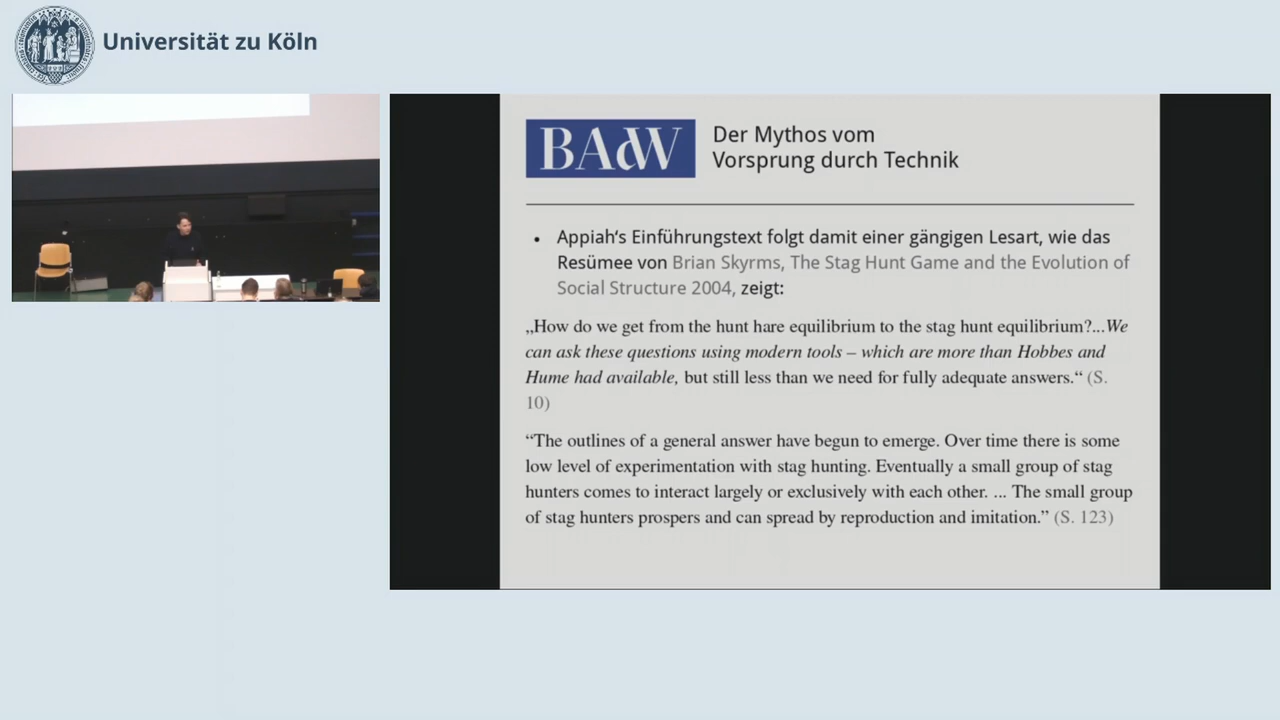 Universität zu Köln
BAdW
Der Mythos vom
Vorsprung durch Technik
• Appiah‘s Einführungstext folgt damit einer gängigen Lesart, wie das
Resümee von Brian Skyrms, The Stag Hunt Game and the Evolution of
Social Structure 2004, zeigt:
„How do we get from the hunt hare equilibrium to the stag hunt equilibrium?...We
can ask these questions using modern tools – which are more than Hobbes and
Hume had available, but still less than we need for fully adequate answers.“ (S.
10)
“The outlines of a general answer have begun to emerge. Over time there is some
low level of experimentation with stag hunting. Eventually a small group of stag
hunters comes to interact largely or exclusively with each other. ... The small group
of stag hunters prospers and can spread by reproduction and imitation.” (S. 123)